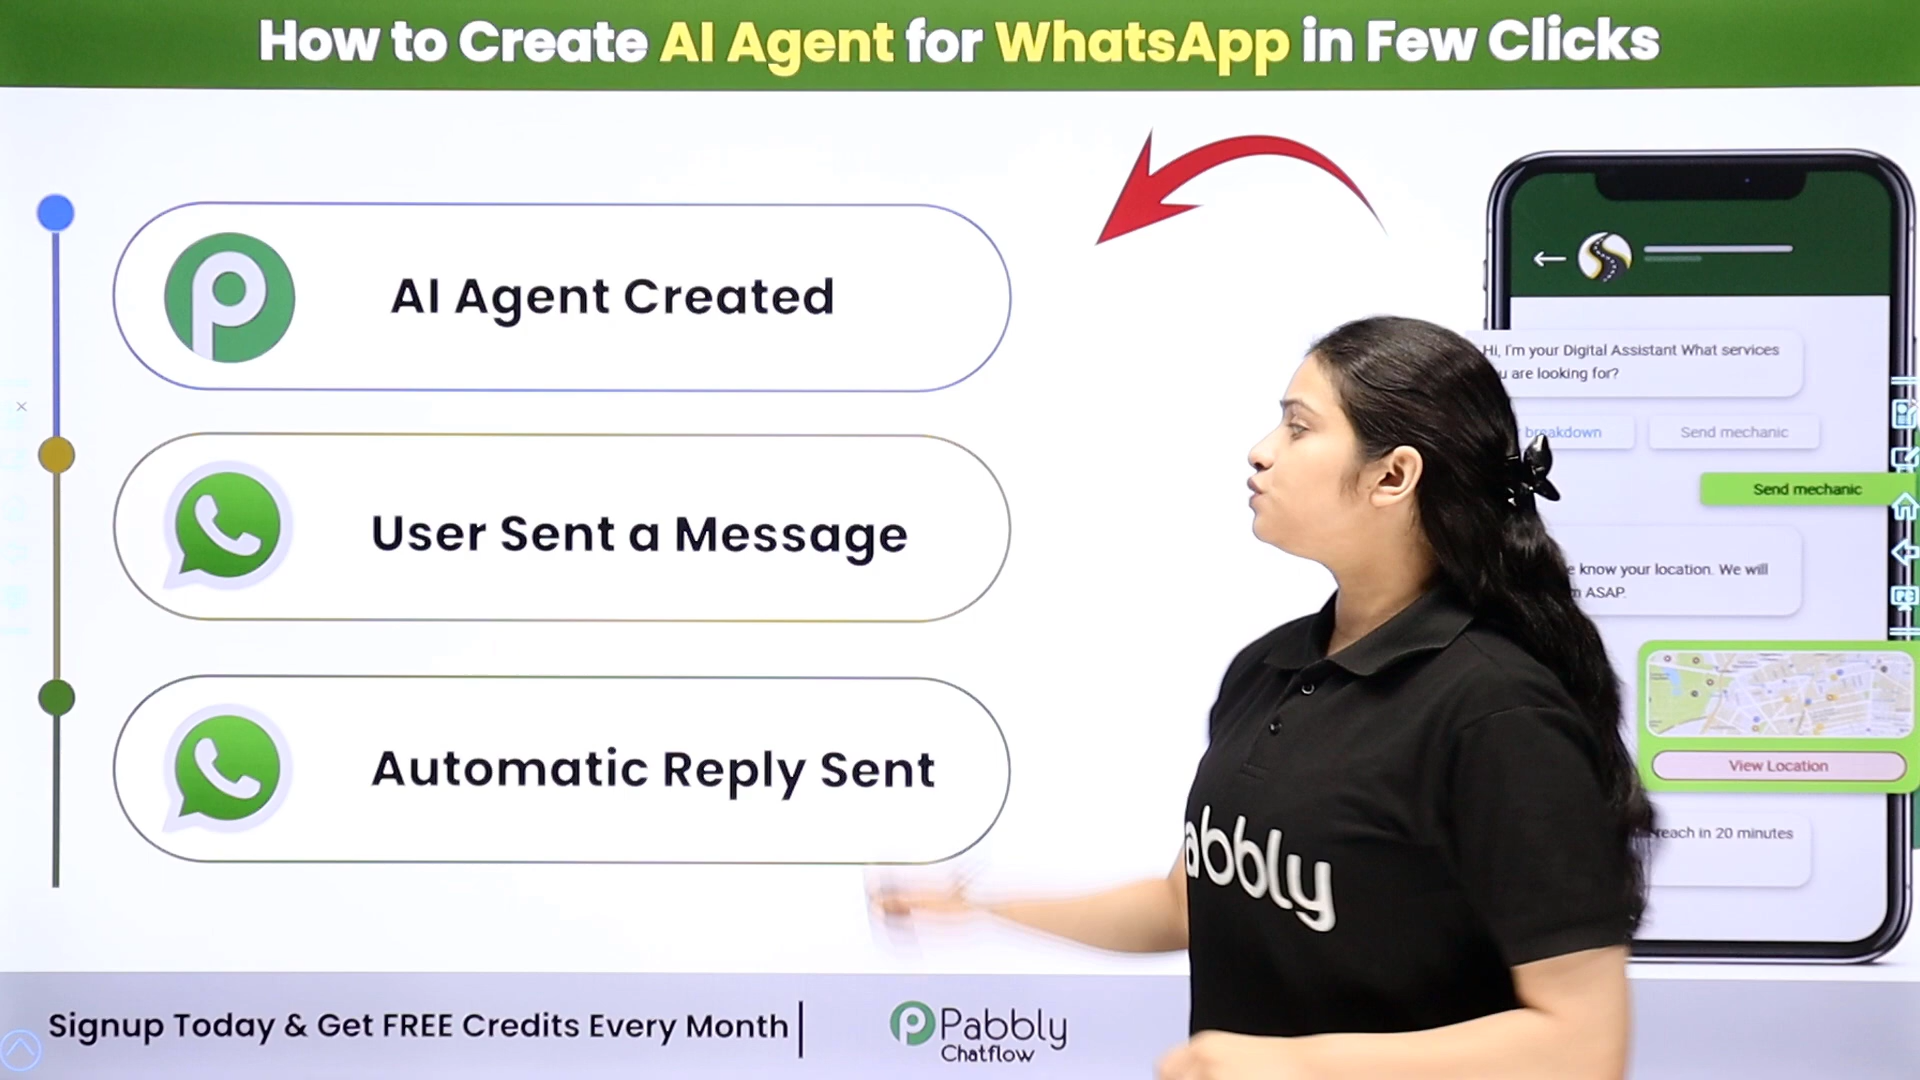 How to Create AI Agent for WhatsApp in Few Clicks
AI Agent Created
User Sent a Message
Automatic Reply Sent
Hi, I'm your Digital Assistant What services
are looking for?
breakdown
Send mechanic
Send mechanic
know your location. We will
ASAP.
View Location
reach in 20 minutes
abbly
Signup Today & Get FREE Credits Every Month
Pabbly
Chatflow